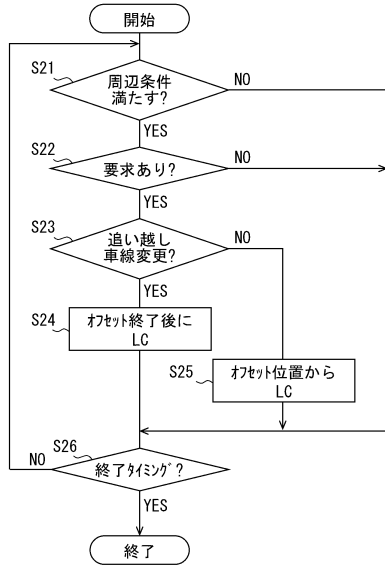 開始
S21
周辺条件
満たす?
NO
YES
S22
要求あり?
NO
YES
S23
追い越し
車線変更?
NO
YES
S24
オフセット終了後に
LC
S25
オフセット位置から
LC
S26
終了タイミング?
NO
YES
終了